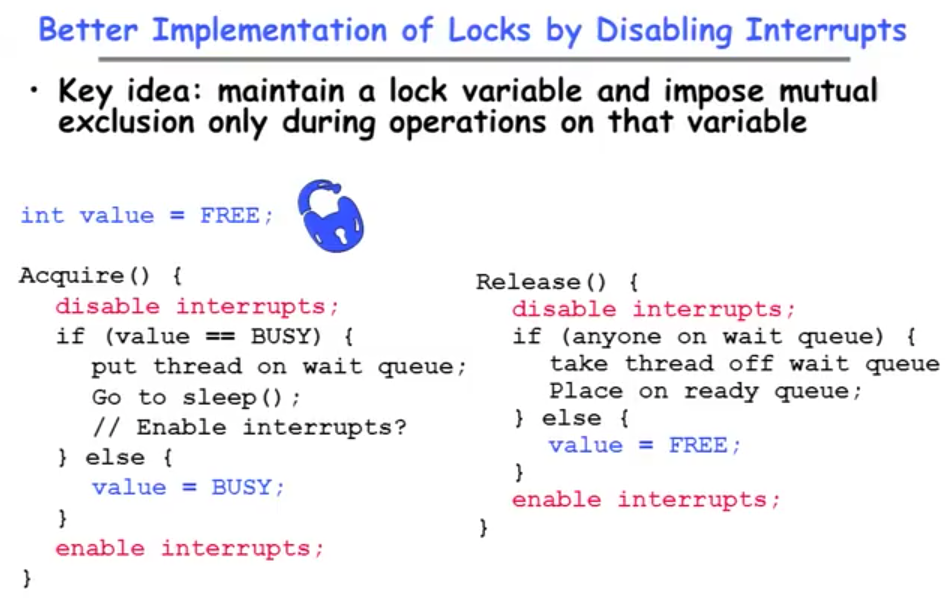 Better Implementation of Locks by Disabling Interrupts
• Key idea: maintain a lock variable and impose mutual
exclusion only during operations on that variable
int value = FREE;
Acquire() {
disable interrupts;
if (value == BUSY) {
put thread on wait queue;
Go to sleep();
// Enable interrupts?
} else {
value = BUSY;
}
enable interrupts;
}
Release() {
disable interrupts;
if (anyone on wait queue) {
take thread off wait queue
Place on ready queue;
} else {
value = FREE;
}
enable interrupts;
}